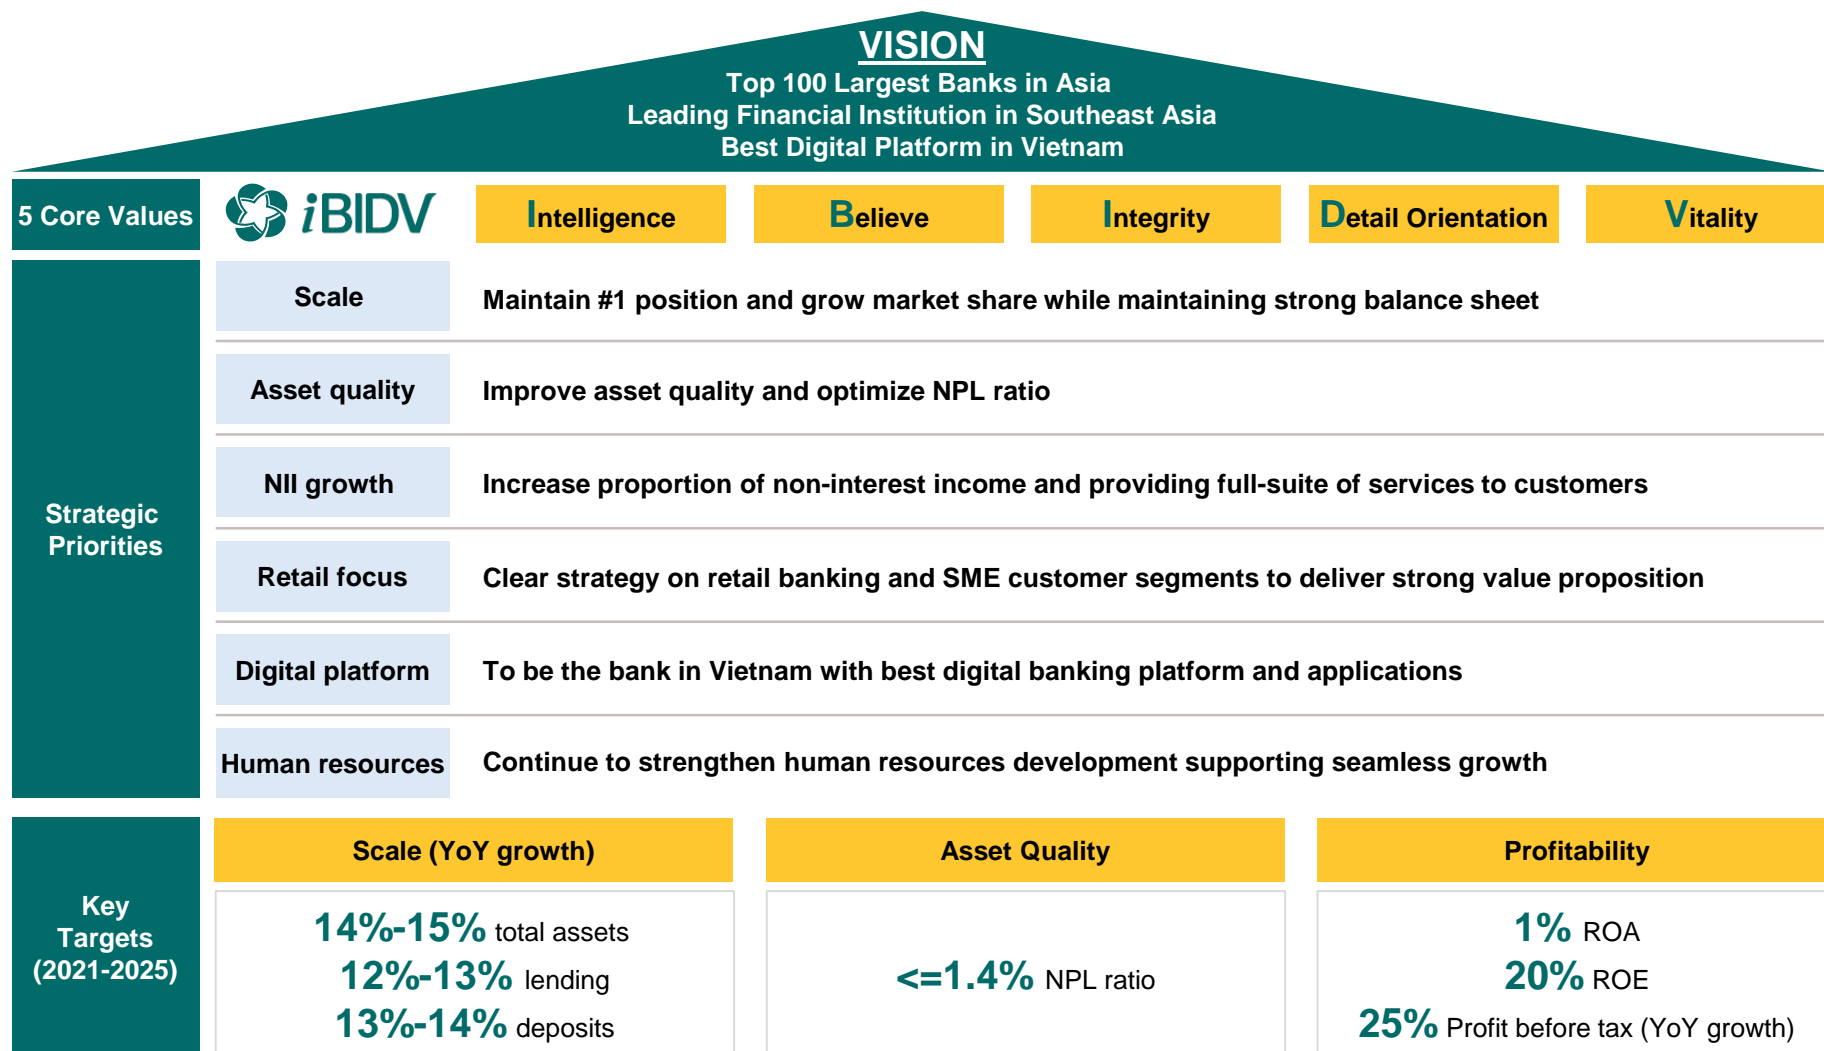 VISION
Top 100 Largest Banks in Asia
Leading Financial Institution in Southeast Asia
Best Digital Platform in Vietnam
5 Core Values
iBIDV
Intelligence
Believe
Integrity
Detail Orientation
Vitality
Strategic
Priorities
Scale
Maintain #1 position and grow market share while maintaining strong balance sheet
Asset quality
Improve asset quality and optimize NPL ratio
NII growth
Increase proportion of non-interest income and providing full-suite of services to customers
Retail focus
Clear strategy on retail banking and SME customer segments to deliver strong value proposition
Digital platform
To be the bank in Vietnam with best digital banking platform and applications
Human resources
Continue to strengthen human resources development supporting seamless growth
Key
Targets
(2021-2025)
Scale (YoY growth)
14%-15% total assets
12%-13% lending
13%-14% deposits
Asset Quality
<=1.4% NPL ratio
Profitability
1% ROA
20% ROE
25% Profit before tax (YoY growth)